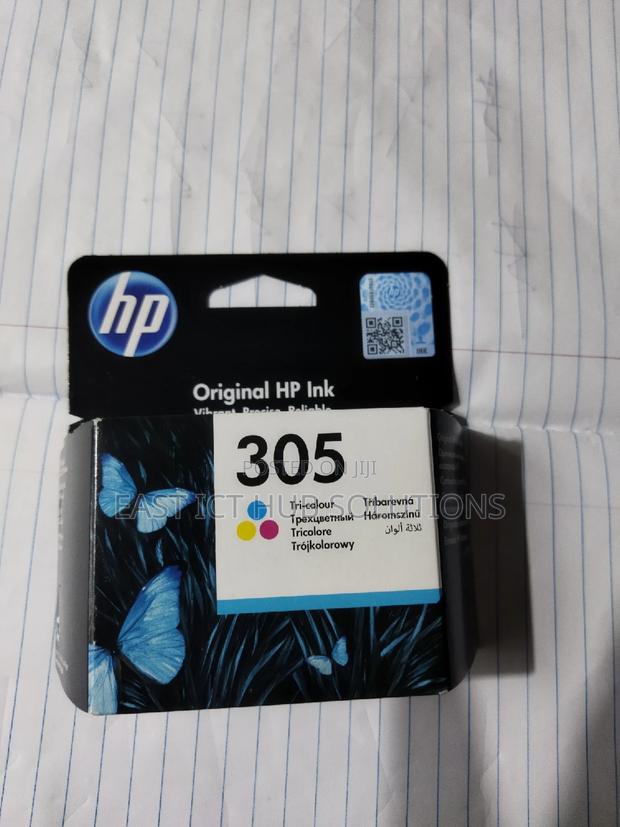 hp
HK
Original HP Ink
Vibrant. Precise. Reliable.
305
POSTED ON JIJI
EAST ICT HUB SOLUTIONS
Tri-colour Tribarevná
Трехцветный Háromszínű
Tricolore ثلاثة ألوان
Trójkolorowy